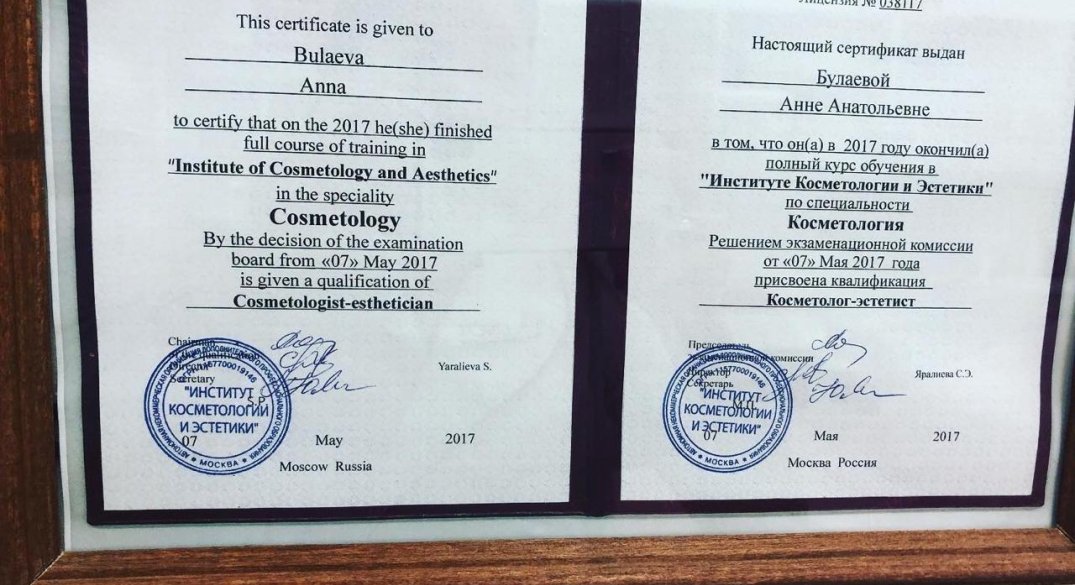 This certificate is given to
Bulaeva
Anna
to certify that on the 2017 he(she) finished
full course of training in
"Institute of Cosmetology and Aesthetics"
in the speciality
Cosmetology
By the decision of the examination
board from «07» May 2017
is given a qualification of
Cosmetologist-esthetician
Chairman
Director
Secretary
Yaralieva S.
S.P.
"ИНСТИТУТ
КОСМЕТОЛОГИИ
И ЭСТЕТИКИ"
МОСКВА
07 May 2017
Moscow Russia
Лицензия № 038117
Настоящий сертификат выдан
Булаевой
Анне Анатольевне
в том, что он(а) в 2017 году окончил(а)
полный курс обучения в
"Институте Косметологии и Эстетики"
по специальности
Косметология
Решением экзаменационной комиссии
от «07» Мая 2017 года
присвоена квалификация
Косметолог-эстетист
Председатель
Экзаменационной комиссии
Директор
Секретарь
Яралиева С.Э.
М.П.
"ИНСТИТУТ
КОСМЕТОЛОГИИ
И ЭСТЕТИКИ"
МОСКВА
07 Мая 2017
Москва Россия